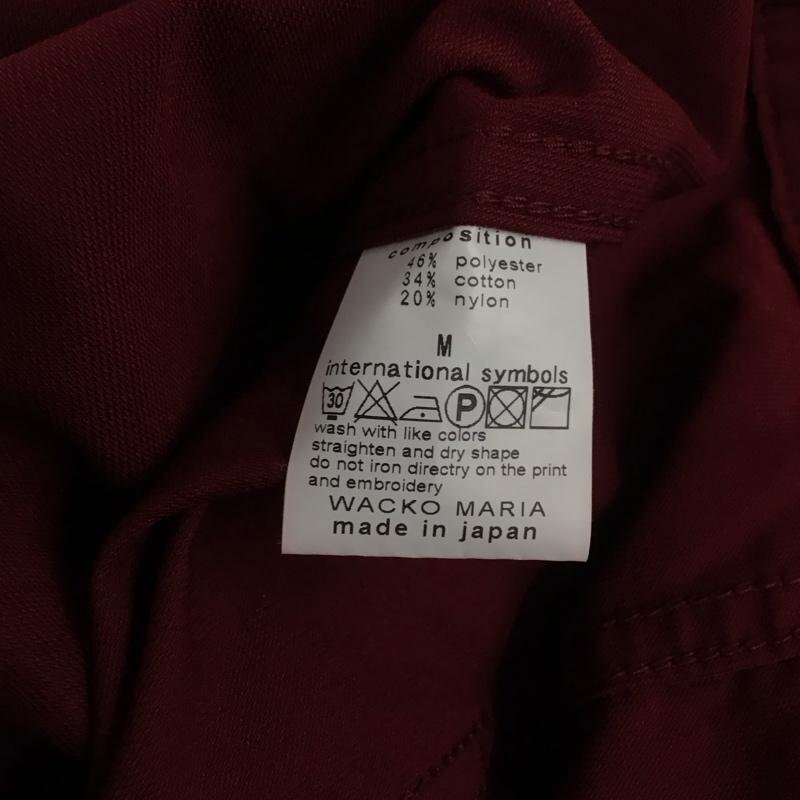 composition
46% polyester
34% cotton
20% nylon
M
international symbols
30 P
wash with like colors
straighten and dry shape
do not iron directry on the print
and embroidery
WACKO MARIA
made in japan